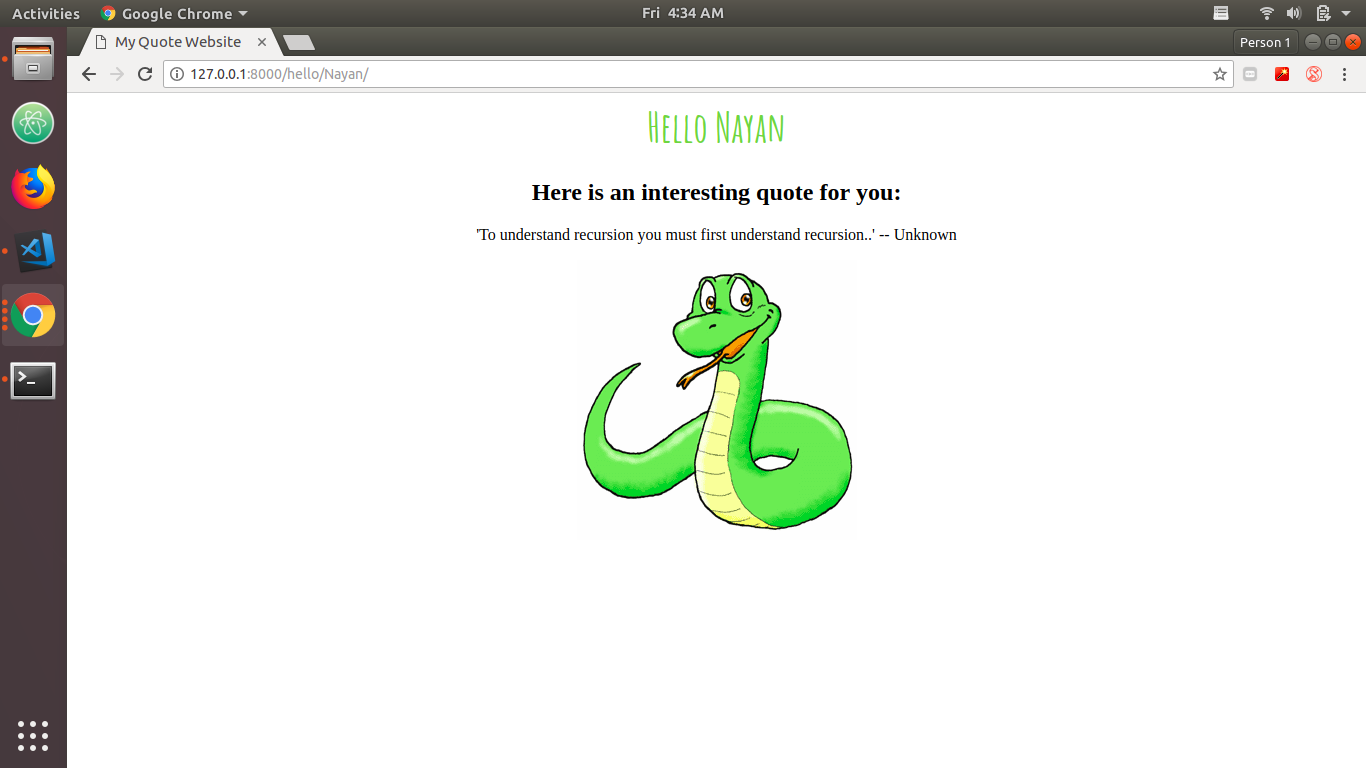 Activities Google Chrome Fri 4:34 AM
My Quote Website Person 1
127.0.0.1:8000/hello/Nayan/
Hello Nayan
Here is an interesting quote for you:
'To understand recursion you must first understand recursion..' -- Unknown